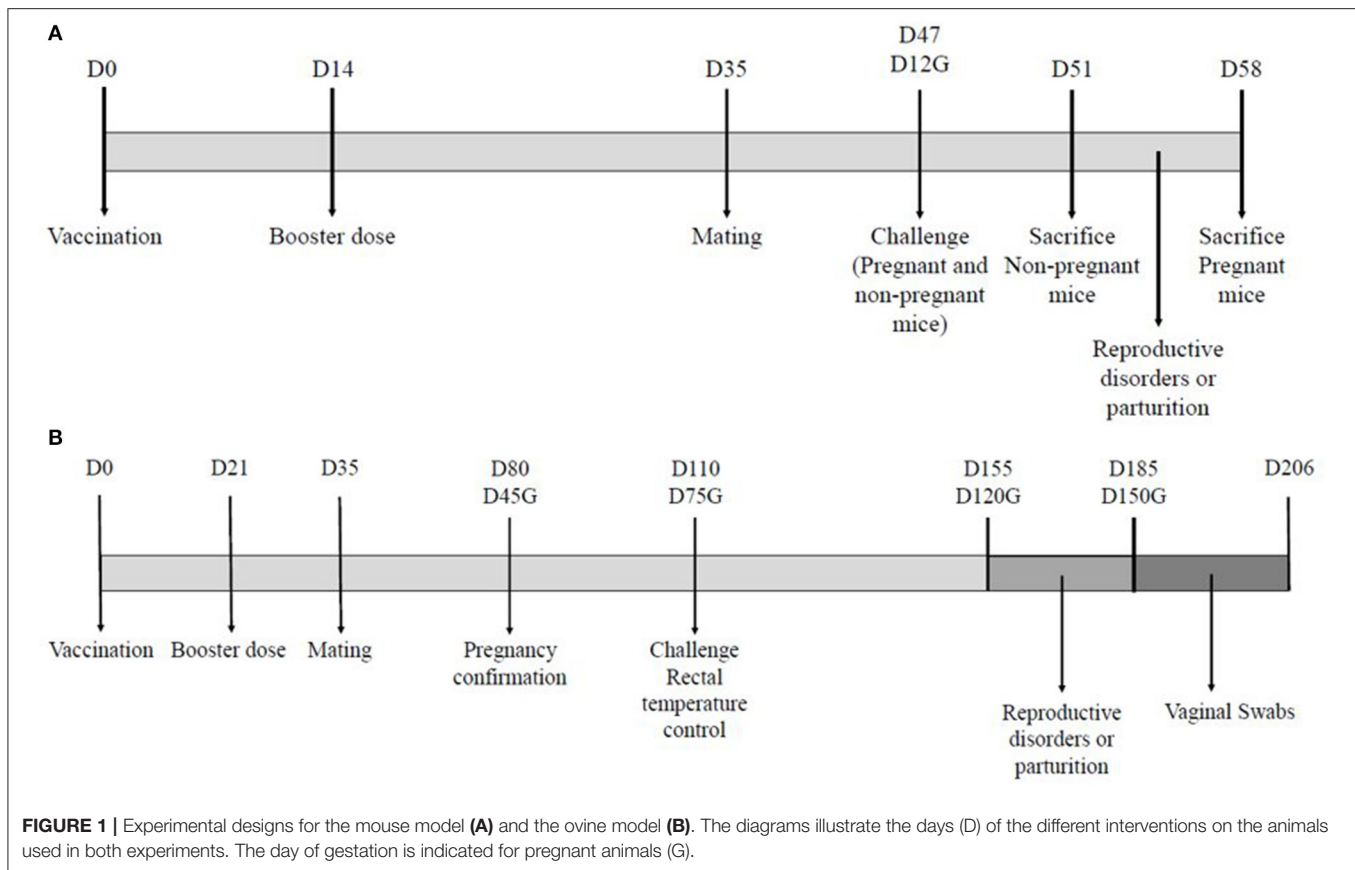 A
D0
D14
D35
D47
D12G
D51
D58
Vaccination
Booster dose
Mating
Challenge
(Pregnant and
non-pregnant
mice)
Sacrifice
Non-pregnant
mice
Reproductive
disorders or
parturition
Sacrifice
Pregnant
mice
B
D0
D21
D35
D80
D45G
D110
D75G
D155
D120G
D185
D150G
D206
Vaccination
Booster dose
Mating
Pregnancy
confirmation
Challenge
Rectal
temperature
control
Reproductive
disorders or
parturition
Vaginal Swabs
FIGURE 1 | Experimental designs for the mouse model (A) and the ovine model (B). The diagrams illustrate the days (D) of the different interventions on the animals
used in both experiments. The day of gestation is indicated for pregnant animals (G).